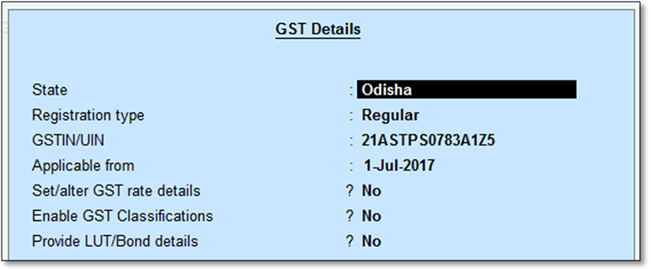 GST Details
State : Odisha
Registration type : Regular
GSTIN/UIN : 21ASTPS0783A1Z5
Applicable from : 1-Jul-2017
Set/alter GST rate details ? No
Enable GST Classifications ? No
Provide LUT/Bond details ? No